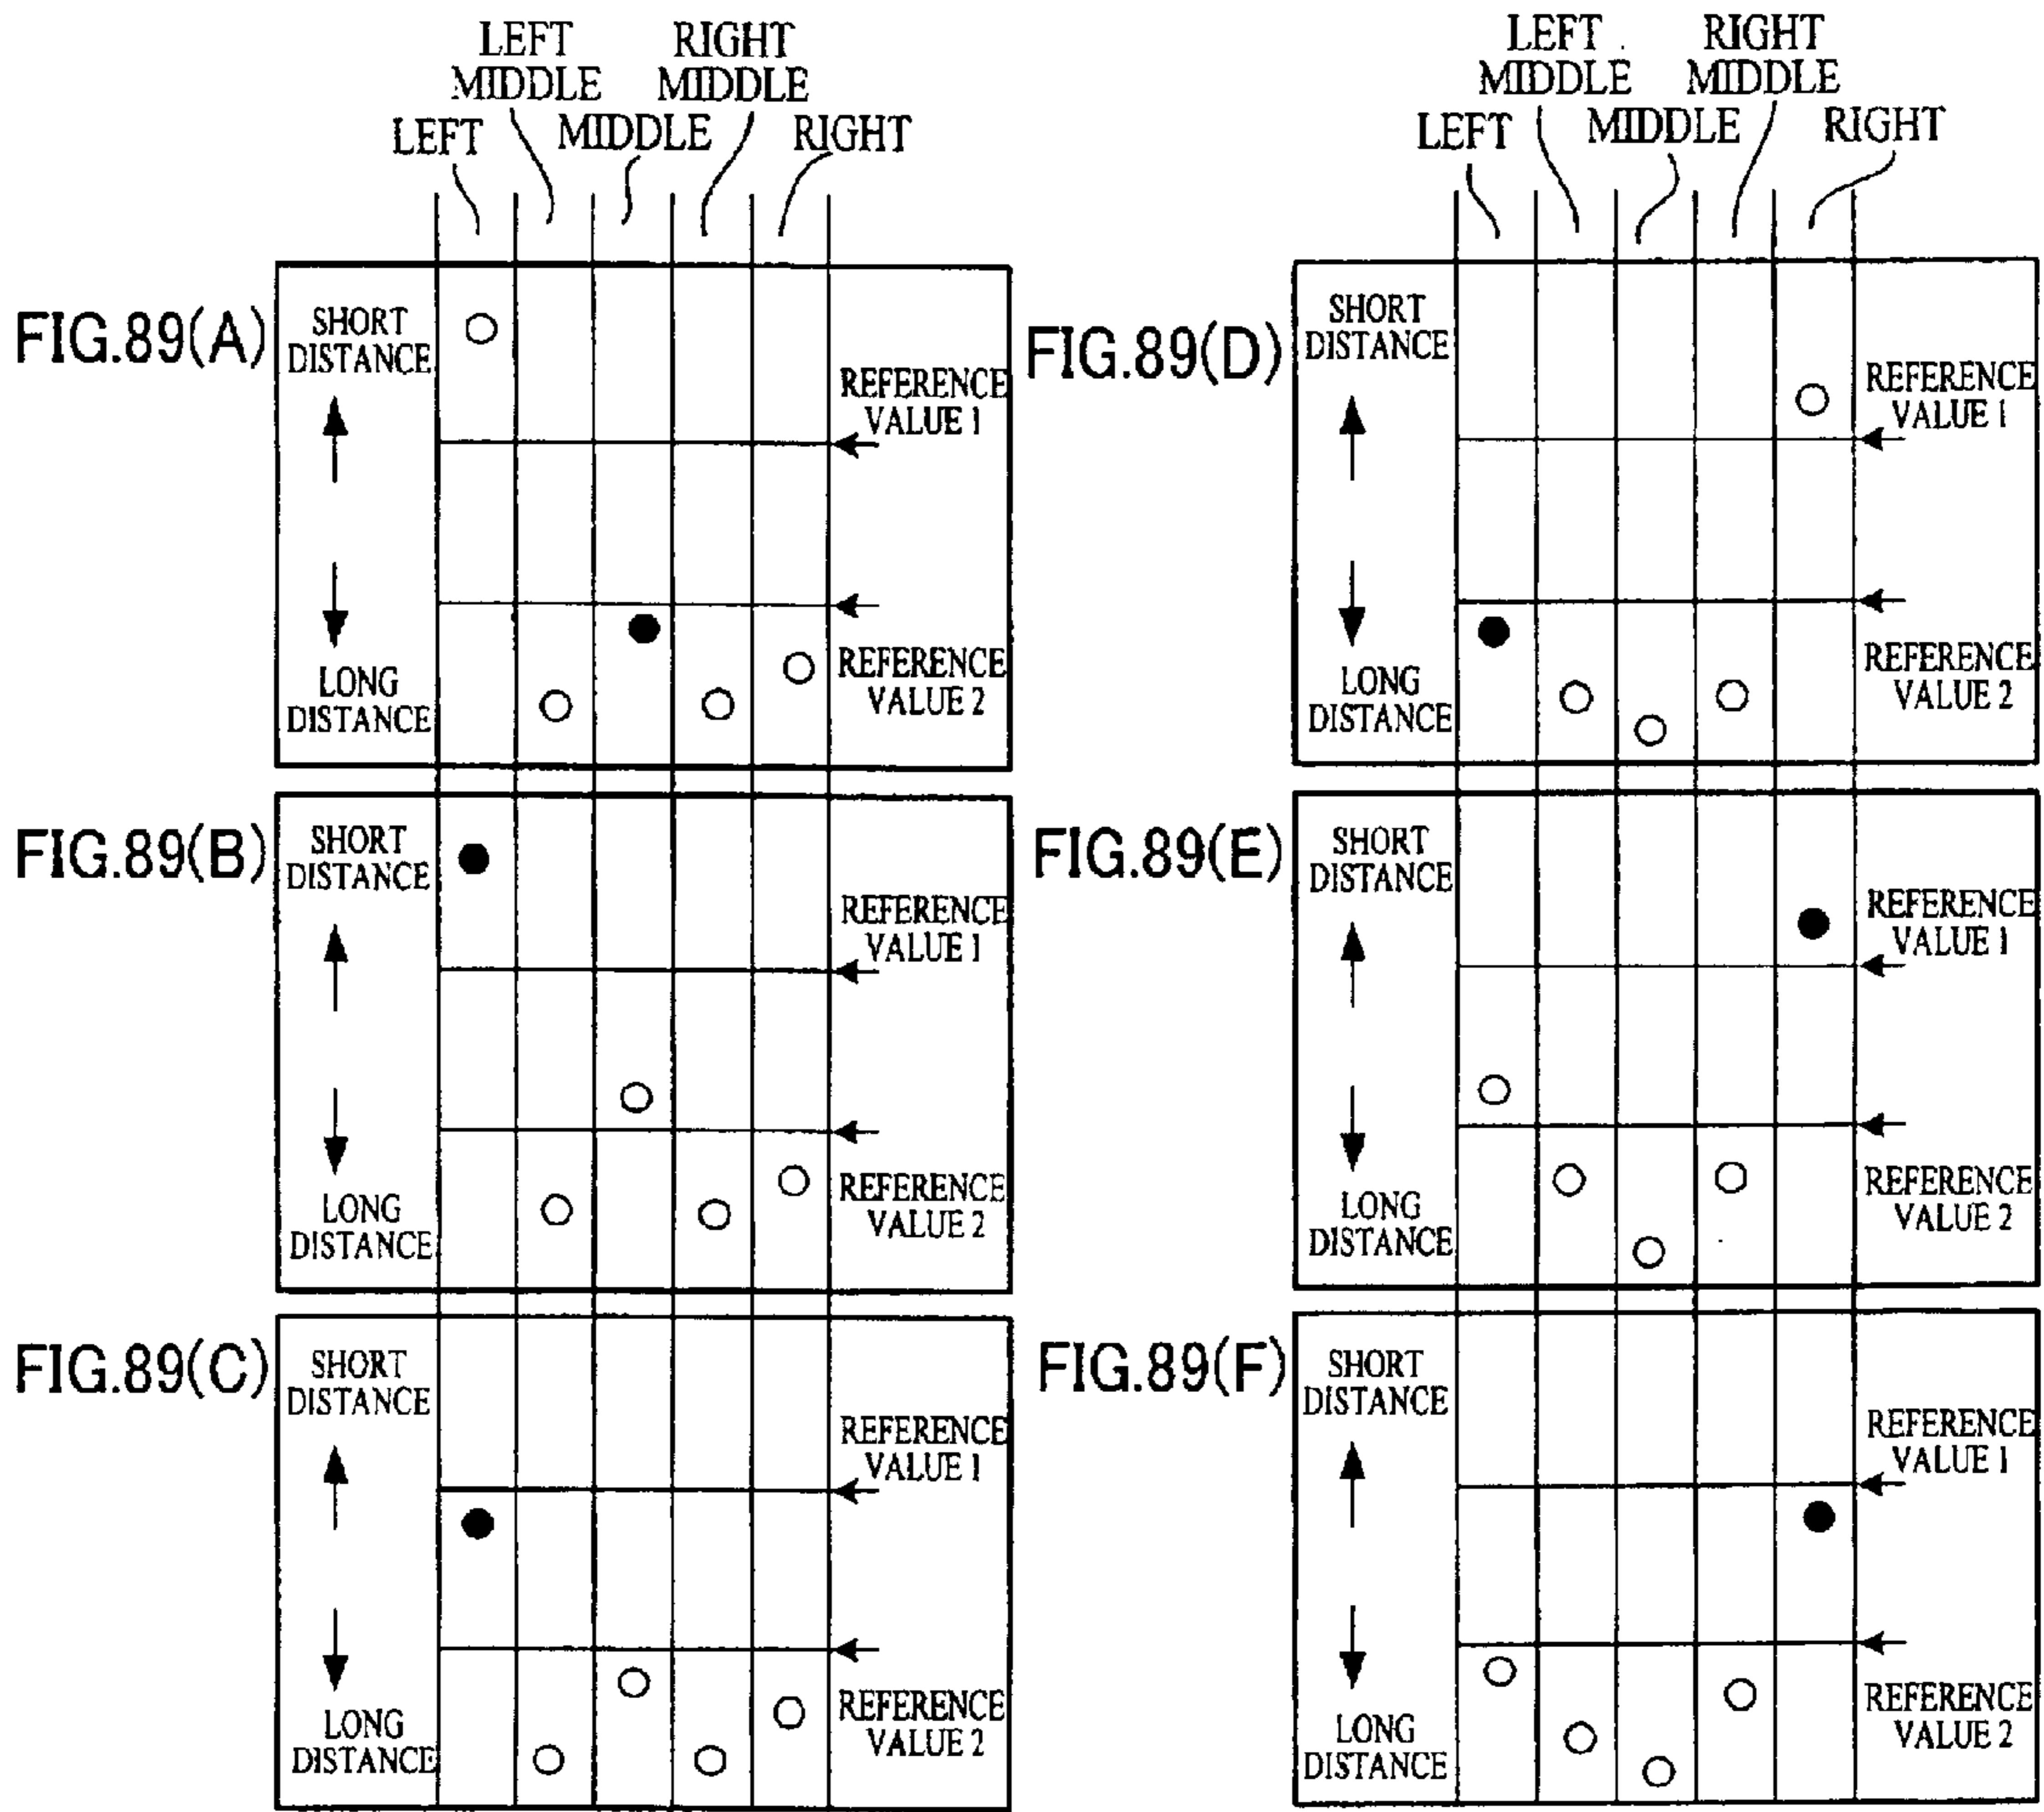 LEFT
MIDDLE
RIGHT
MIDDLE
LEFT
MIDDLE
RIGHT
LEFT
MIDDLE
RIGHT
MIDDLE
LEFT
MIDDLE
RIGHT
FIG.89(A)
SHORT
DISTANCE
LONG
DISTANCE
REFERENCE
VALUE 1
REFERENCE
VALUE 2
FIG.89(D)
SHORT
DISTANCE
LONG
DISTANCE
REFERENCE
VALUE 1
REFERENCE
VALUE 2
FIG.89(B)
SHORT
DISTANCE
LONG
DISTANCE
REFERENCE
VALUE 1
REFERENCE
VALUE 2
FIG.89(E)
SHORT
DISTANCE
LONG
DISTANCE
REFERENCE
VALUE 1
REFERENCE
VALUE 2
FIG.89(C)
SHORT
DISTANCE
LONG
DISTANCE
REFERENCE
VALUE 1
REFERENCE
VALUE 2
FIG.89(F)
SHORT
DISTANCE
LONG
DISTANCE
REFERENCE
VALUE 1
REFERENCE
VALUE 2